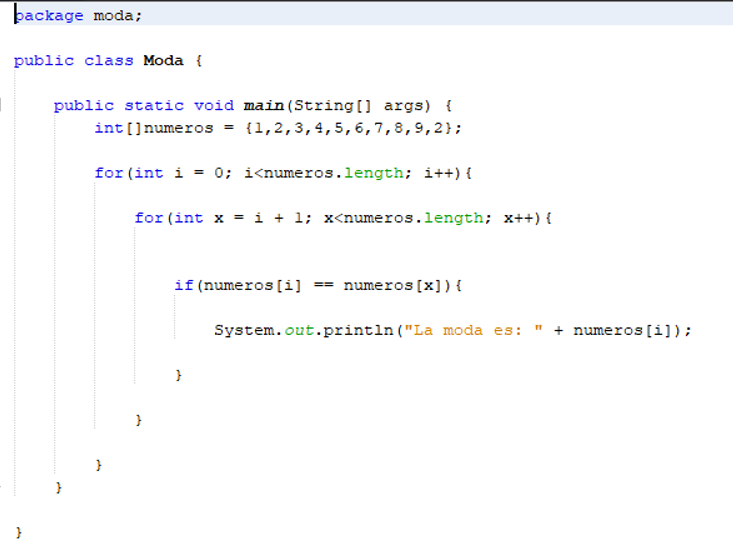 package moda;
public class Moda {
public static void main(String[] args) {
int[]numeros = {1,2,3,4,5,6,7,8,9,2};
for(int i = 0; i<numeros.length; i++){
for(int x = i + 1; x<numeros.length; x++){
if(numeros[i] == numeros[x]){
System.out.println("La moda es: " + numeros[i]);
}
}
}
}
}